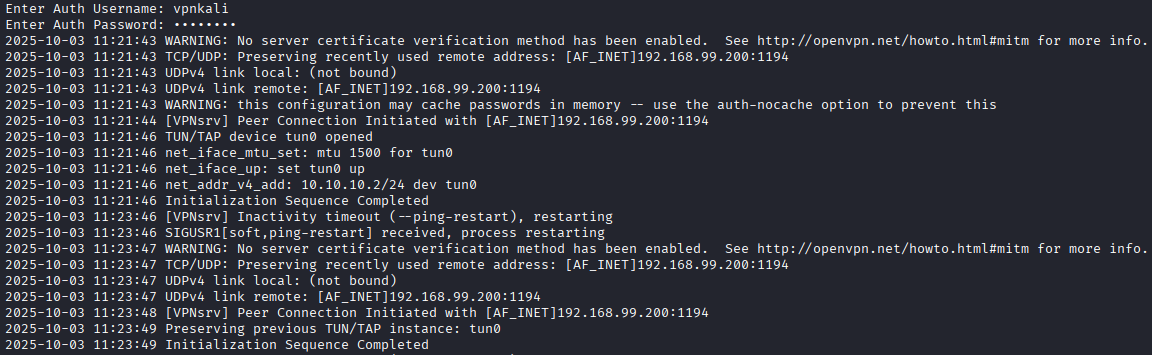 Enter Auth Username: vpnkali
Enter Auth Password: ••••••••
2025-10-03 11:21:43 WARNING: No server certificate verification method has been enabled.  See http://openvpn.net/howto.html#mitm for more info.
2025-10-03 11:21:43 TCP/UDP: Preserving recently used remote address: [AF_INET]192.168.99.200:1194
2025-10-03 11:21:43 UDPv4 link local: (not bound)
2025-10-03 11:21:43 UDPv4 link remote: [AF_INET]192.168.99.200:1194
2025-10-03 11:21:43 WARNING: this configuration may cache passwords in memory -- use the auth-nocache option to prevent this
2025-10-03 11:21:44 [VPNsrv] Peer Connection Initiated with [AF_INET]192.168.99.200:1194
2025-10-03 11:21:46 TUN/TAP device tun0 opened
2025-10-03 11:21:46 net_iface_mtu_set: mtu 1500 for tun0
2025-10-03 11:21:46 net_iface_up: set tun0 up
2025-10-03 11:21:46 net_addr_v4_add: 10.10.10.2/24 dev tun0
2025-10-03 11:21:46 Initialization Sequence Completed
2025-10-03 11:23:46 [VPNsrv] Inactivity timeout (--ping-restart), restarting
2025-10-03 11:23:46 SIGUSR1[soft,ping-restart] received, process restarting
2025-10-03 11:23:47 WARNING: No server certificate verification method has been enabled.  See http://openvpn.net/howto.html#mitm for more info.
2025-10-03 11:23:47 TCP/UDP: Preserving recently used remote address: [AF_INET]192.168.99.200:1194
2025-10-03 11:23:47 UDPv4 link local: (not bound)
2025-10-03 11:23:47 UDPv4 link remote: [AF_INET]192.168.99.200:1194
2025-10-03 11:23:48 [VPNsrv] Peer Connection Initiated with [AF_INET]192.168.99.200:1194
2025-10-03 11:23:49 Preserving previous TUN/TAP instance: tun0
2025-10-03 11:23:49 Initialization Sequence Completed